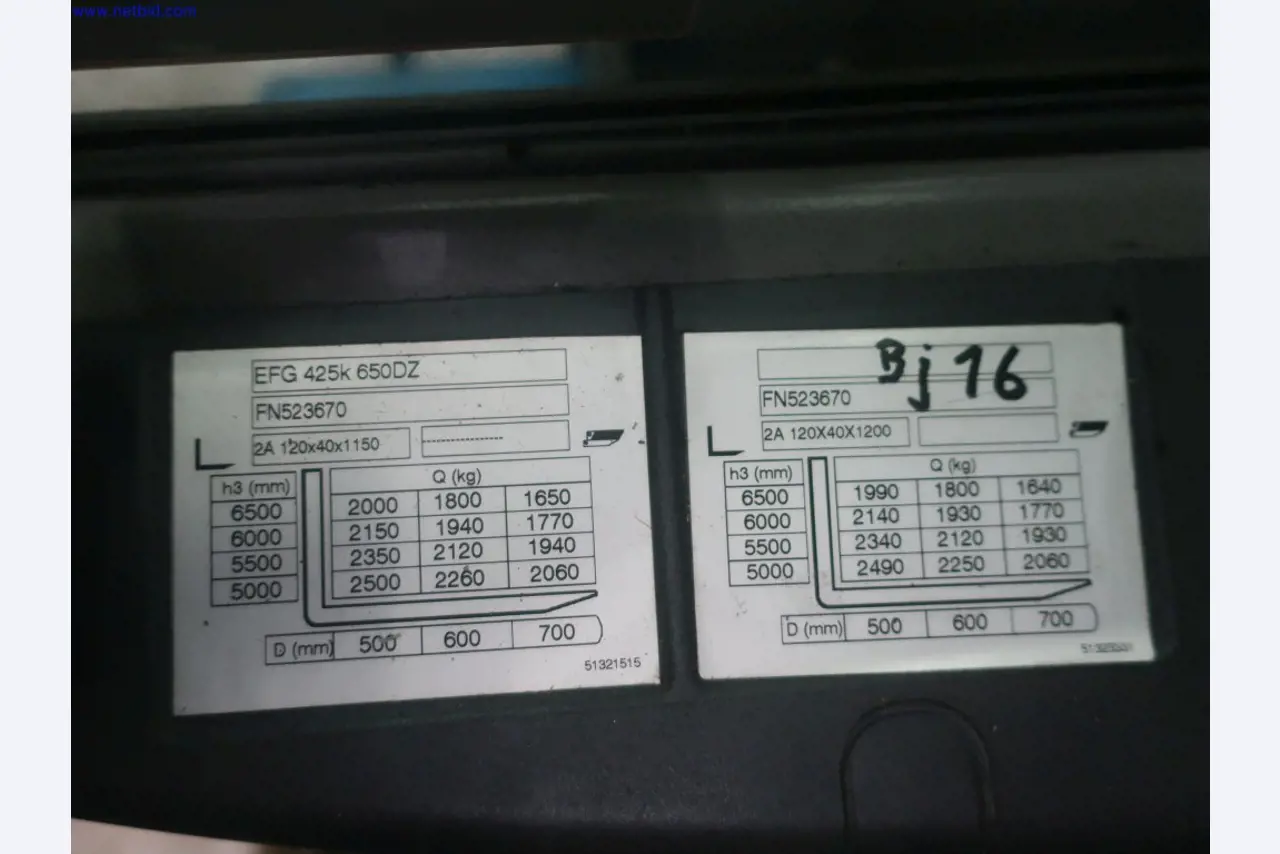 www.netbid.com
EFG 425k 650DZ
FN523670
2A 120x40x1150 ------------
h3 (mm) Q (kg)
6500 2000 1800 1650
6000 2150 1940 1770
5500 2350 2120 1940
5000 2500 2260 2060
D (mm) 500 600 700
51321515
Bj 16
FN523670
2A 120X40X1200
h3 (mm) Q (kg)
6500 1990 1800 1640
6000 2140 1930 1770
5500 2340 2120 1930
5000 2490 2250 2060
D (mm) 500 600 700